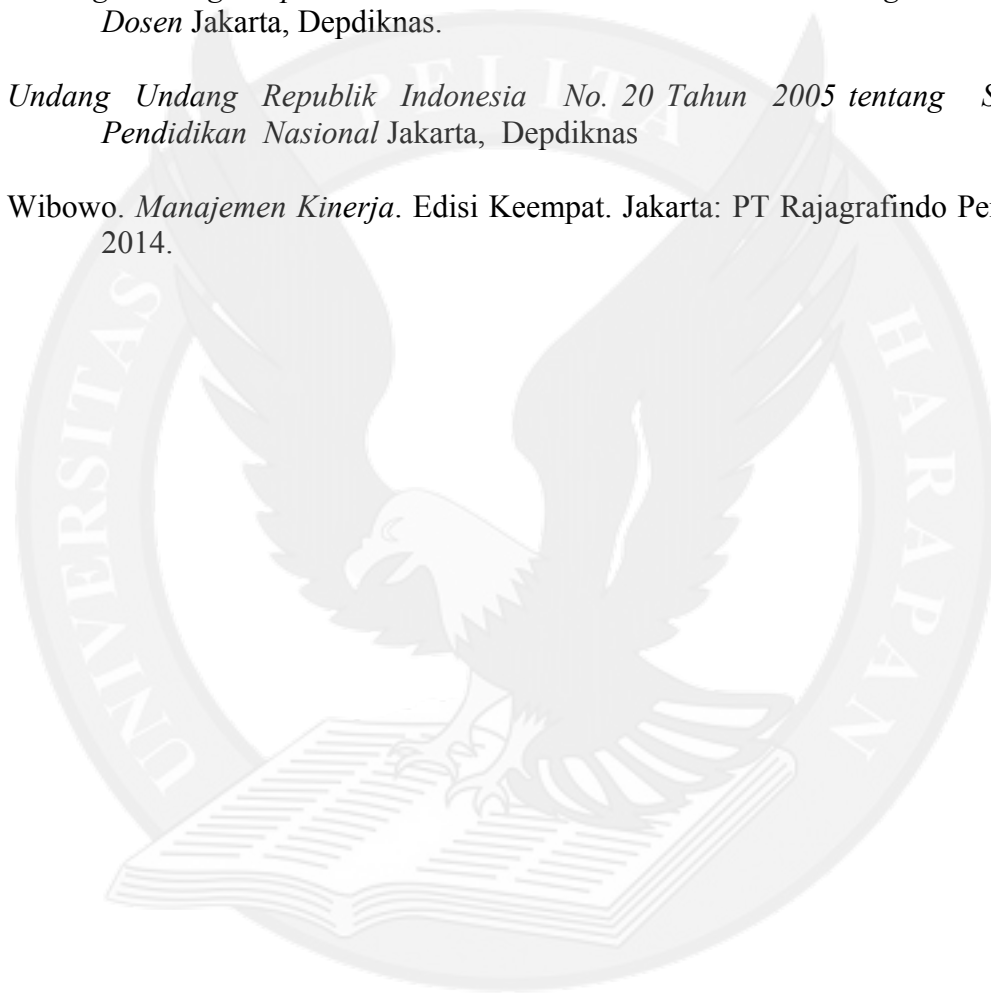 Dosen Jakarta, Depdiknas.
Undang Undang Republik Indonesia No. 20 Tahun 2005 tentang S
Pendidikan Nasional Jakarta, Depdiknas
Wibowo. Manajemen Kinerja. Edisi Keempat. Jakarta: PT Rajagrafindo Pe
2014.
UNIVERSITAS PELITA HARAPAN